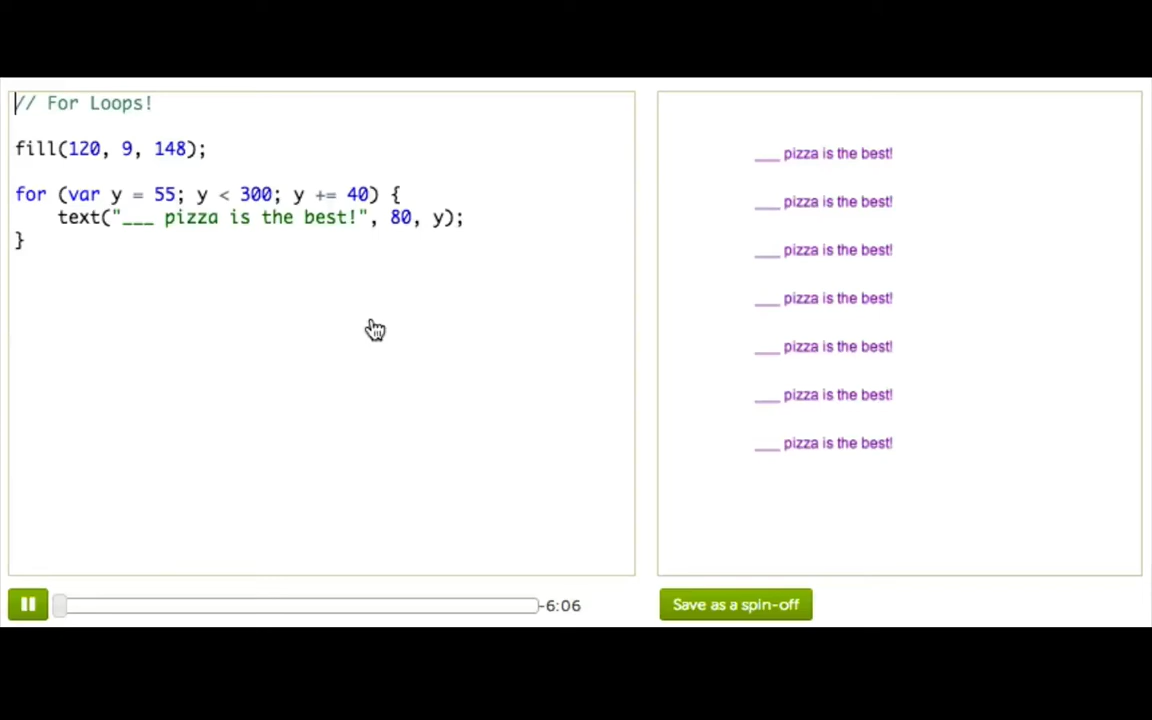 // For Loops!
fill(120, 9, 148);
for (var y = 55; y < 300; y += 40) {
    text("___ pizza is the best!", 80, y);
}
___ pizza is the best!
___ pizza is the best!
___ pizza is the best!
___ pizza is the best!
___ pizza is the best!
___ pizza is the best!
___ pizza is the best!
-6:06
Save as a spin-off